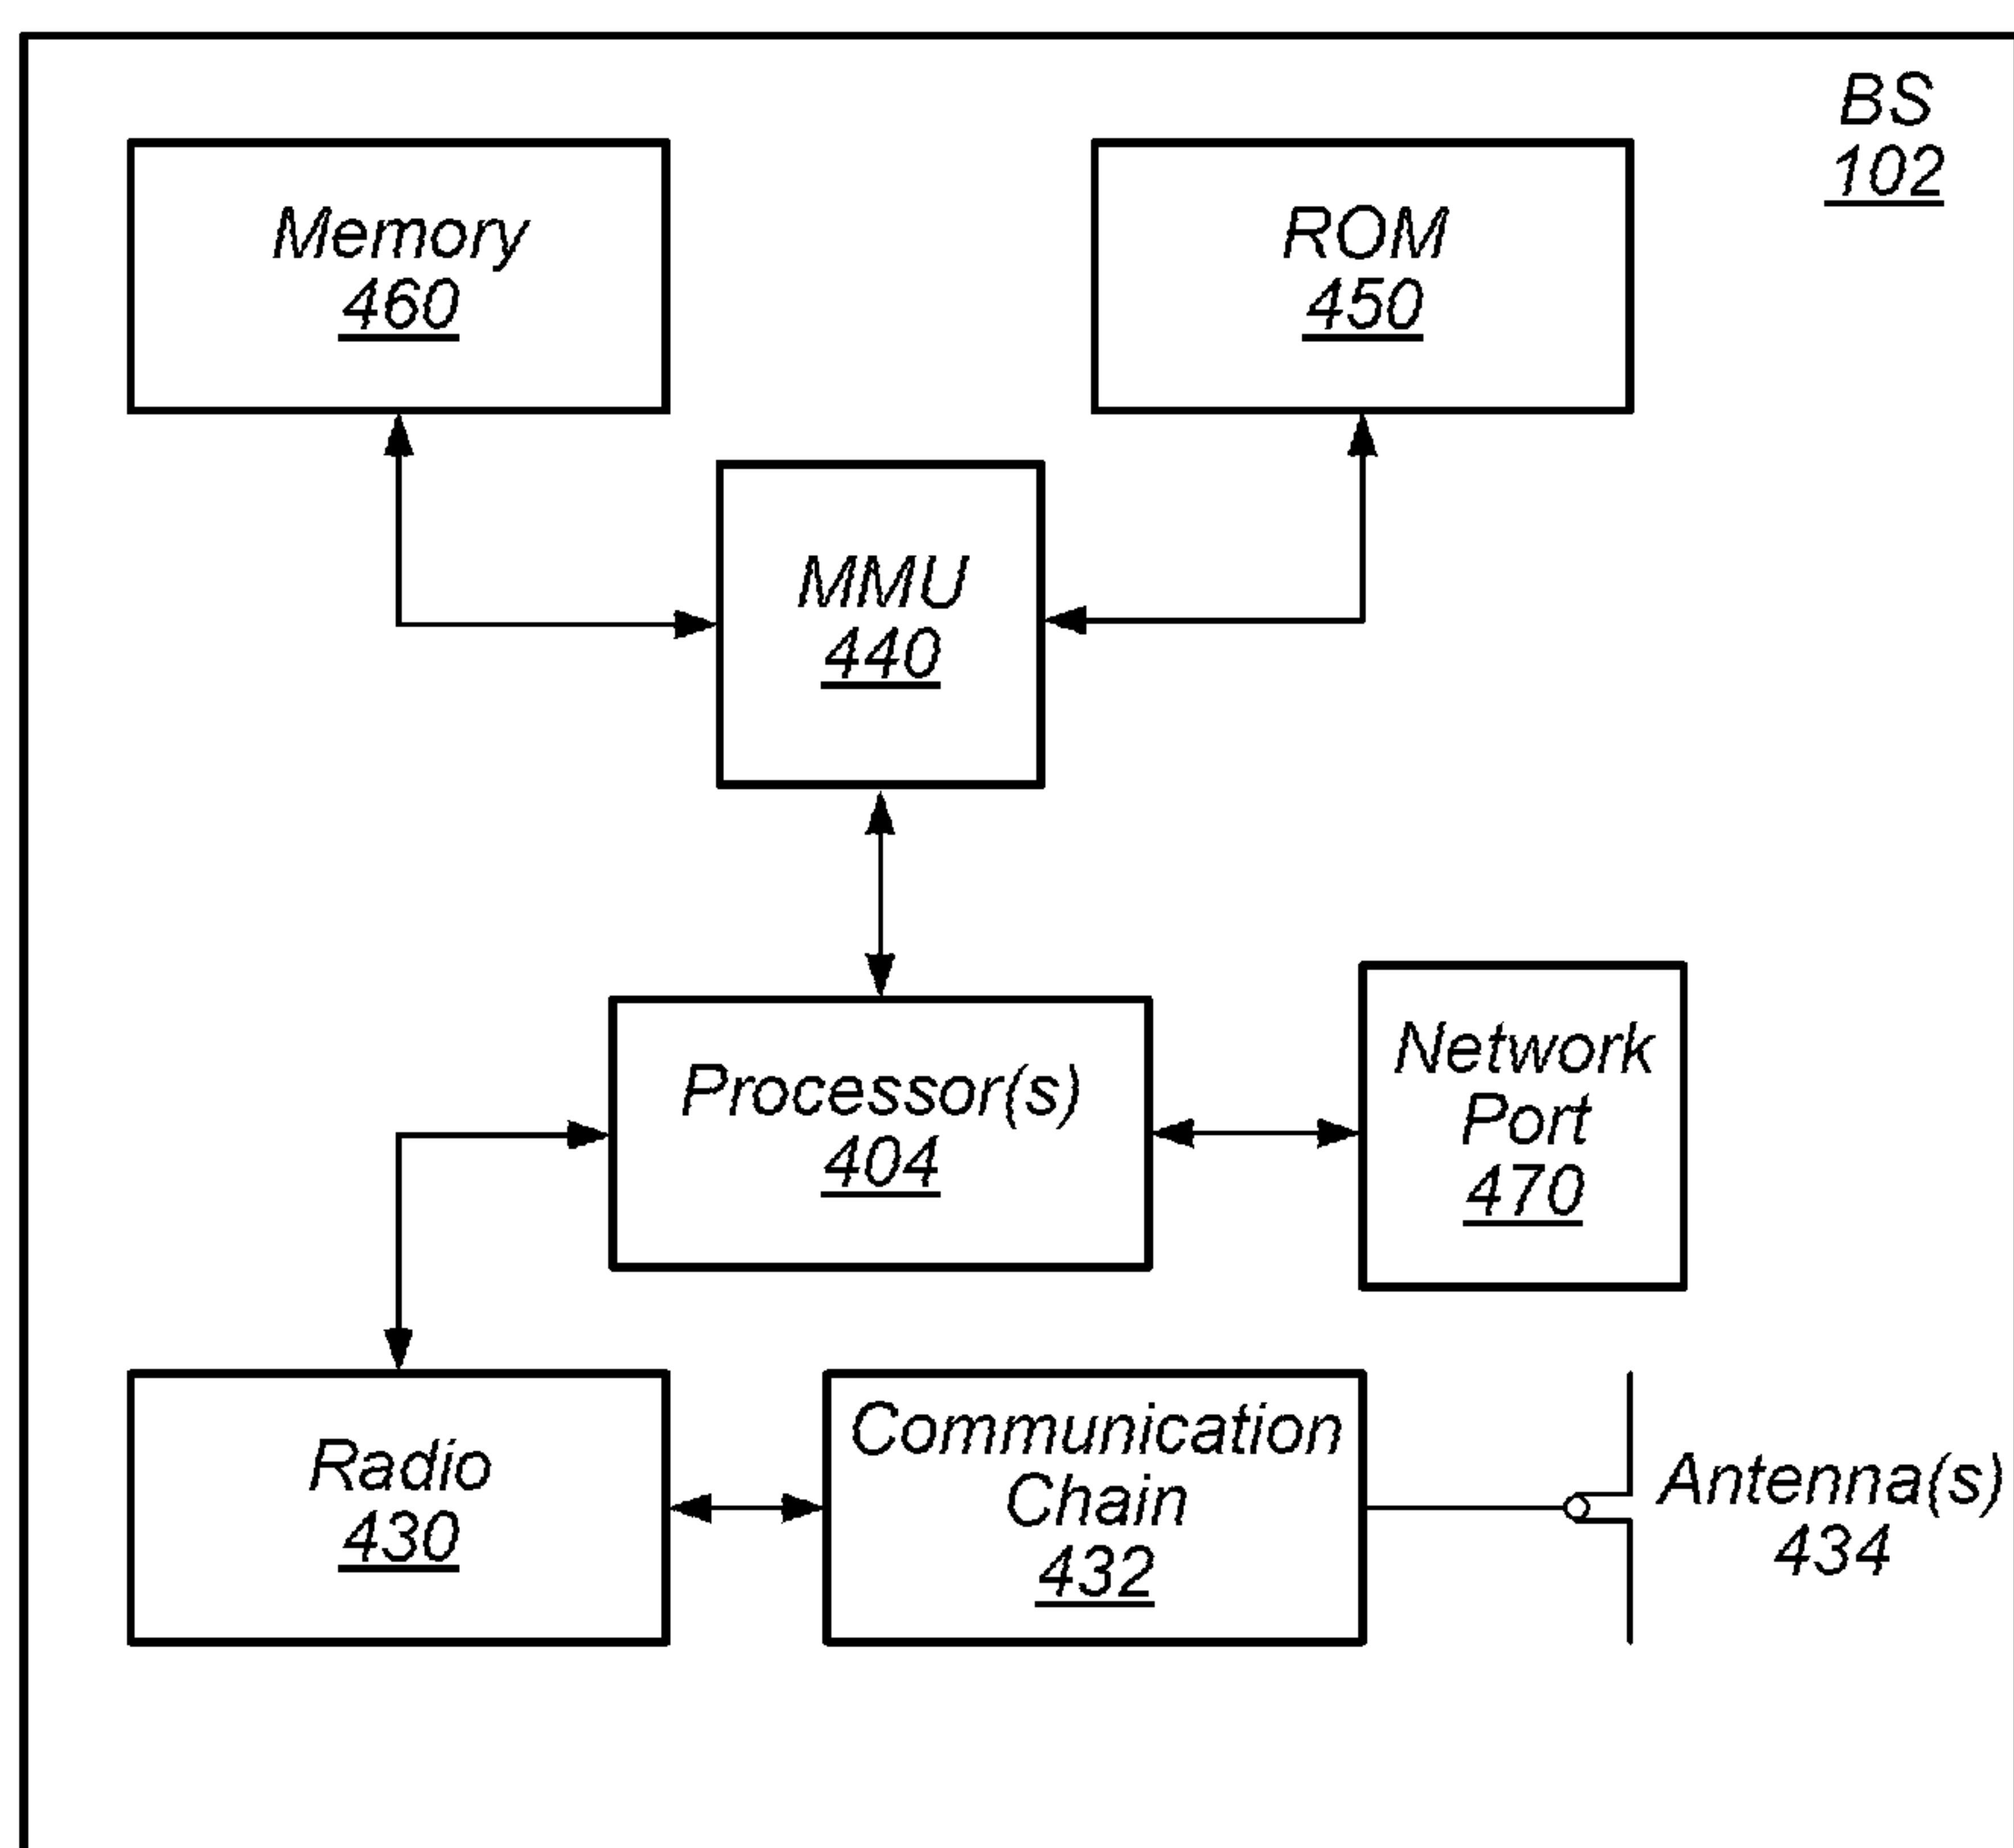 BS
102
Memory
460
ROM
450
MMU
440
Processor(s)
404
Network
Port
470
Radio
430
Communication
Chain
432
Antenna(s)
434